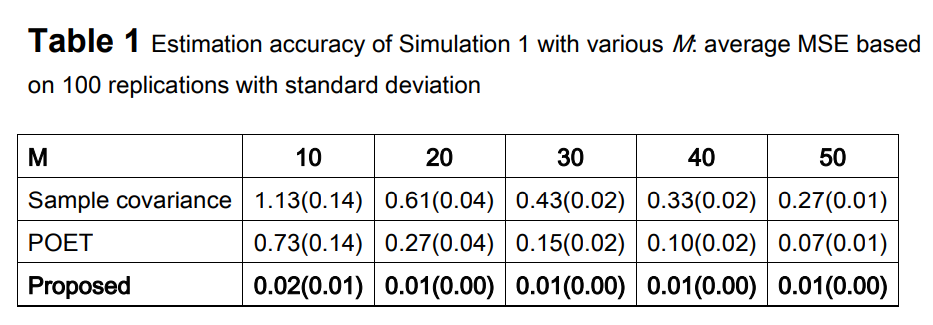 Table 1 Estimation accuracy of Simulation 1 with various M: average MSE based
on 100 replications with standard deviation
M 10 20 30 40 50
Sample covariance 1.13(0.14) 0.61(0.04) 0.43(0.02) 0.33(0.02) 0.27(0.01)
POET 0.73(0.14) 0.27(0.04) 0.15(0.02) 0.10(0.02) 0.07(0.01)
Proposed 0.02(0.01) 0.01(0.00) 0.01(0.00) 0.01(0.00) 0.01(0.00)